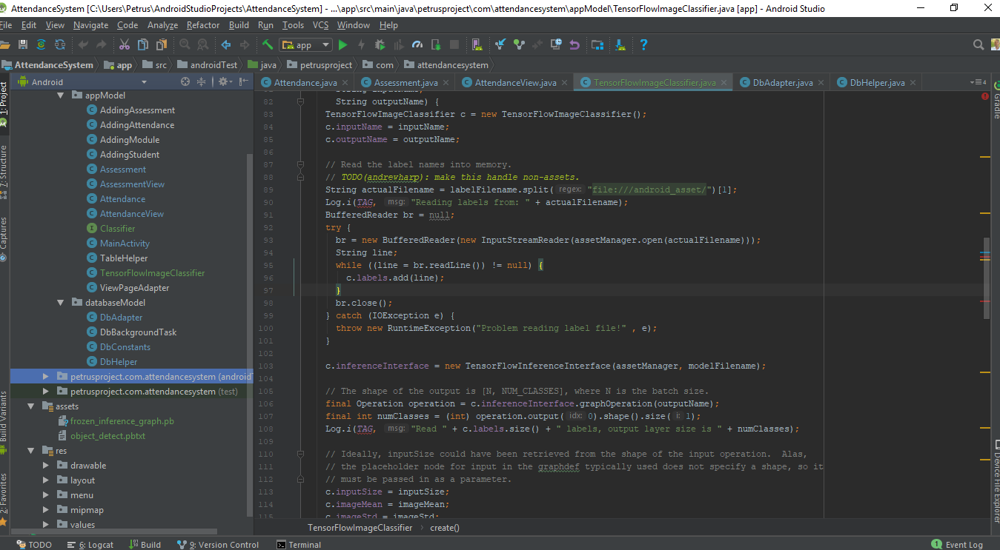 AttendanceSystem [C:\Users\Petrus\AndroidStudioProjects\AttendanceSystem] - ...\app\src\main\java\petrusproject\com\attendancesystem\appModel\TensorFlowImageClassifier.java [app] - Android Studio
File Edit View Navigate Code Analyze Refactor Build Run Tools VCS Window Help
app
AttendanceSystem app src androidTest java petrusproject com attendancesystem
Android
Attendance.java Assessment.java AttendanceView.java TensorFlowImageClassifier.java DbAdapter.java DbHelper.java 4
1: Project
7: Structure
Captures
Build Variants
2: Favorites
appModel
AddingAssessment
AddingAttendance
AddingModule
AddingStudent
Assessment
AssessmentView
Attendance
AttendanceView
Classifier
MainActivity
TableHelper
TensorFlowImageClassifier
ViewPageAdapter
databaseModel
DbAdapter
DbBackgroundTask
DbConstants
DbHelper
petrusproject.com.attendancesystem (androidT
petrusproject.com.attendancesystem (test)
assets
frozen_inference_graph.pb
object_detect.pbtxt
res
drawable
layout
menu
mipmap
values
82 String outputName) {
83 TensorFlowImageClassifier c = new TensorFlowImageClassifier();
84 c.inputName = inputName;
85 c.outputName = outputName;
86
87 // Read the label names into memory.
88 // TODO(andrewharp): make this handle non-assets.
89 String actualFilename = labelFilename.split( regex: "file:///android_asset/")[1];
90 Log.i(TAG, msg: "Reading labels from: " + actualFilename);
91 BufferedReader br = null;
92 try {
93 br = new BufferedReader(new InputStreamReader(assetManager.open(actualFilename)));
94 String line;
95 while ((line = br.readLine()) != null) {
96 c.labels.add(line);
97 }
98 br.close();
99 } catch (IOException e) {
100 throw new RuntimeException("Problem reading label file!" , e);
101 }
102
103 c.inferenceInterface = new TensorFlowInferenceInterface(assetManager, modelFilename);
104
105 // The shape of the output is [N, NUM_CLASSES], where N is the batch size.
106 final Operation operation = c.inferenceInterface.graphOperation(outputName);
107 final int numClasses = (int) operation.output( idx: 0).shape().size( i: 1);
108 Log.i(TAG, msg: "Read " + c.labels.size() + " labels, output layer size is " + numClasses);
109
110 // Ideally, inputSize could have been retrieved from the shape of the input operation. Alas,
111 // the placeholder node for input in the graphdef typically used does not specify a shape, so it
112 // must be passed in as a parameter.
113 c.inputSize = inputSize;
114 c.imageMean = imageMean;
115 c.imageStd = imageStd;
TensorFlowImageClassifier › create()
Gradle
Device File Explorer
TODO 6: Logcat Build 9: Version Control Terminal 1 Event Log